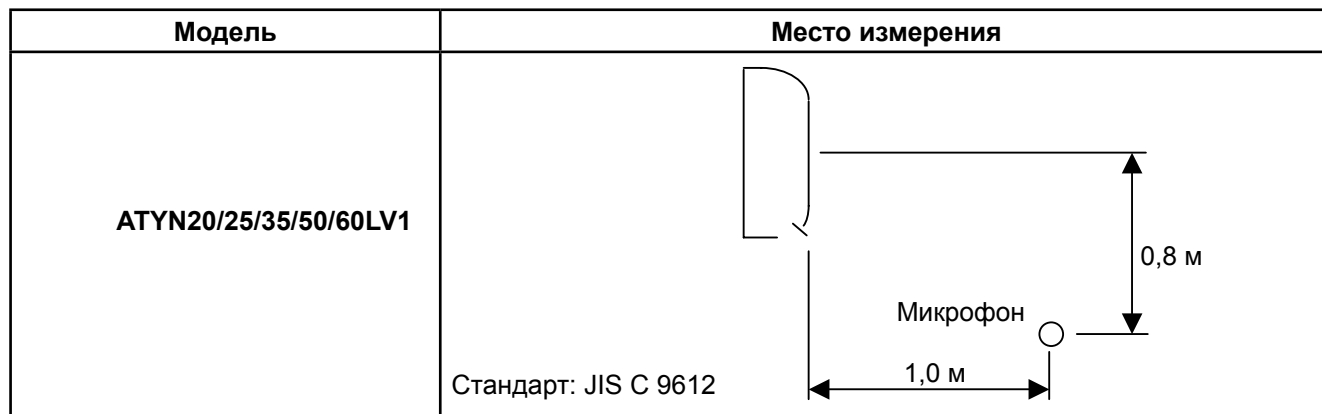 Модель
Место измерения
ATYN20/25/35/50/60LV1
0,8 м
Микрофон
1,0 м
Стандарт: JIS C 9612